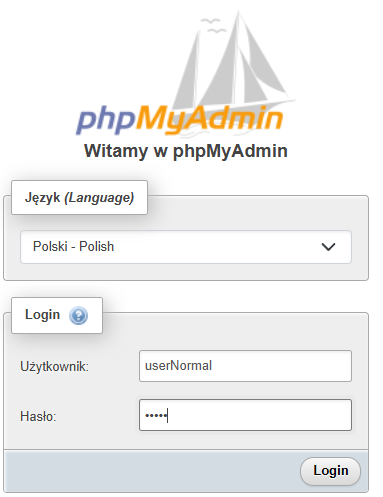 phpMyAdmin
Witamy w phpMyAdmin
Język (Language)
Polski - Polish
Login
Użytkownik: userNormal
Hasło: •••••
Login